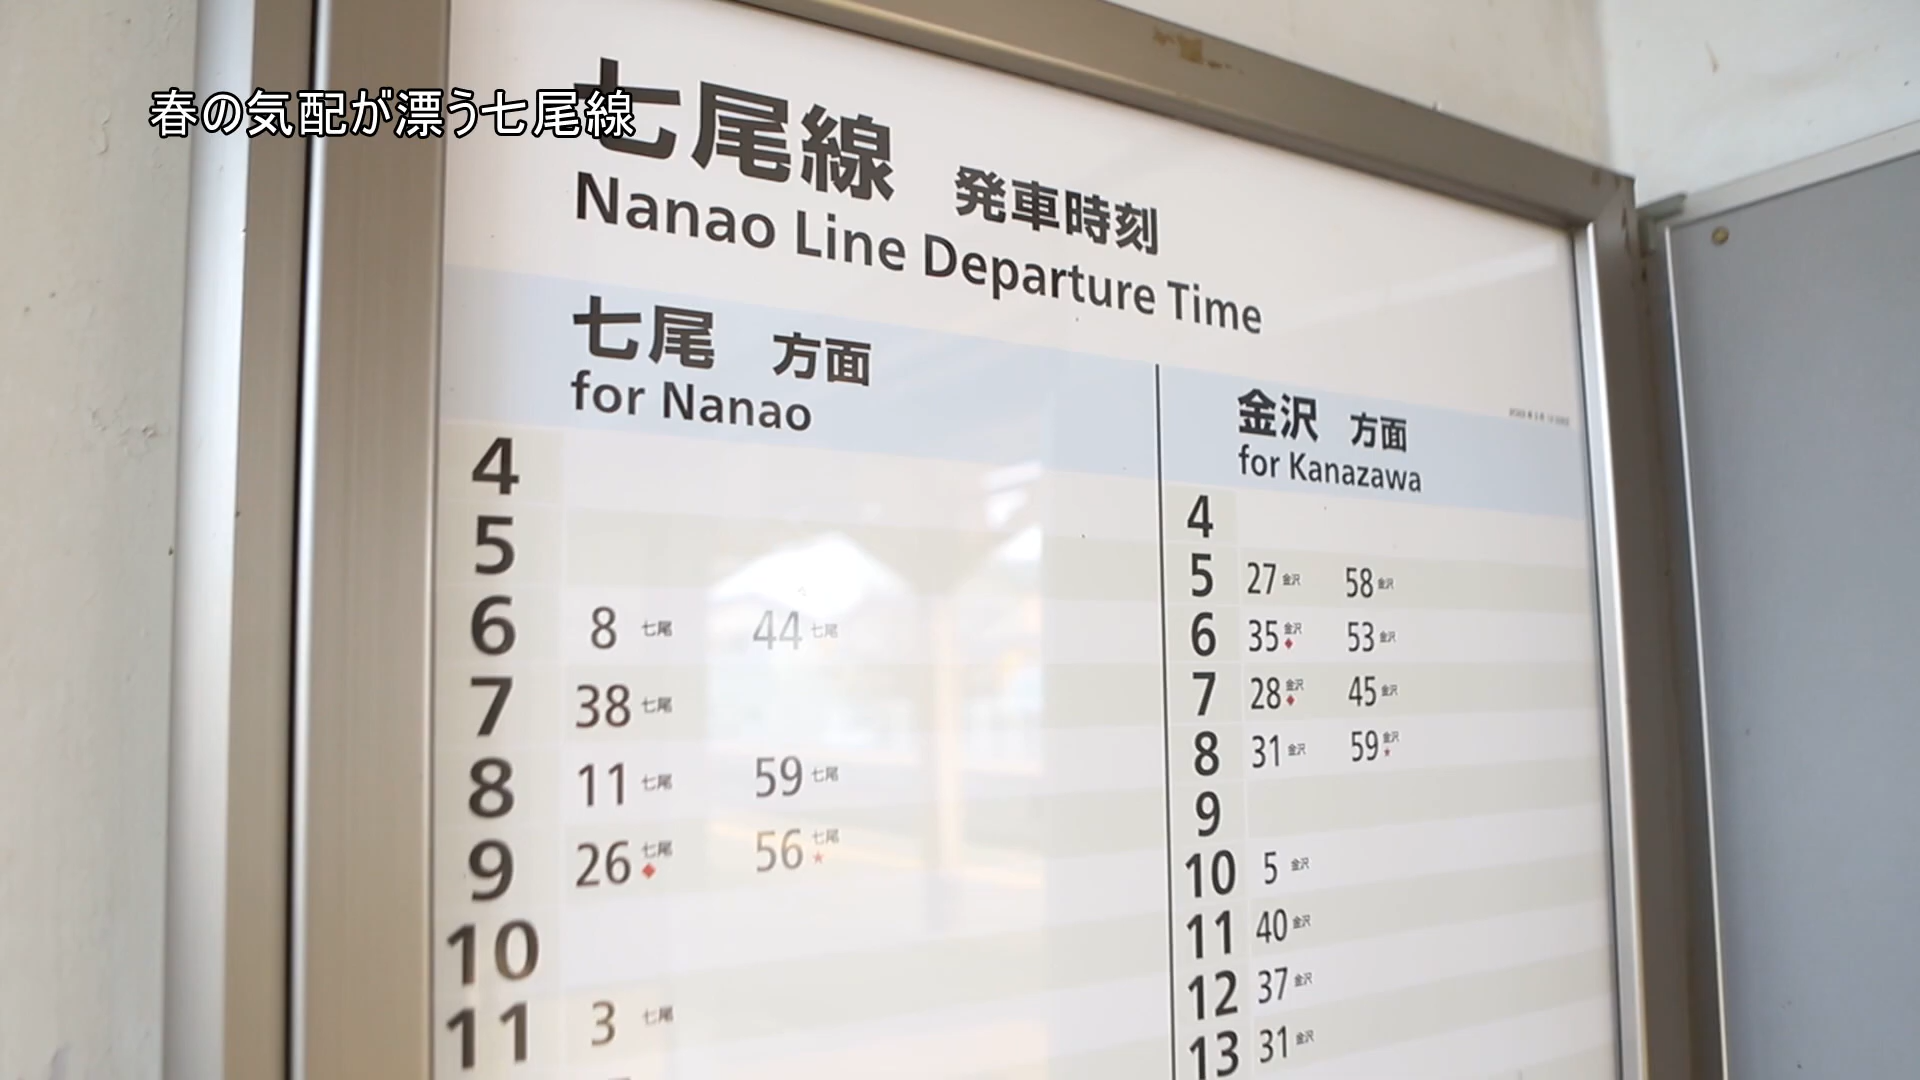 春の気配が漂う七尾線
七尾線 発車時刻
Nanao Line Departure Time
七尾 方面
for Nanao
4
5
6 8 七尾 44 七尾
7 38 七尾
8 11 七尾 59 七尾
9 26 七尾 ◆ 56 七尾 ★
10
11 3 七尾
金沢 方面
for Kanazawa
4
5 27 金沢 58 金沢
6 35 金沢 ◆ 53 金沢
7 28 金沢 ◆ 45 金沢
8 31 金沢 59 金沢 ★
9
10 5 金沢
11 40 金沢
12 37 金沢
13 31 金沢